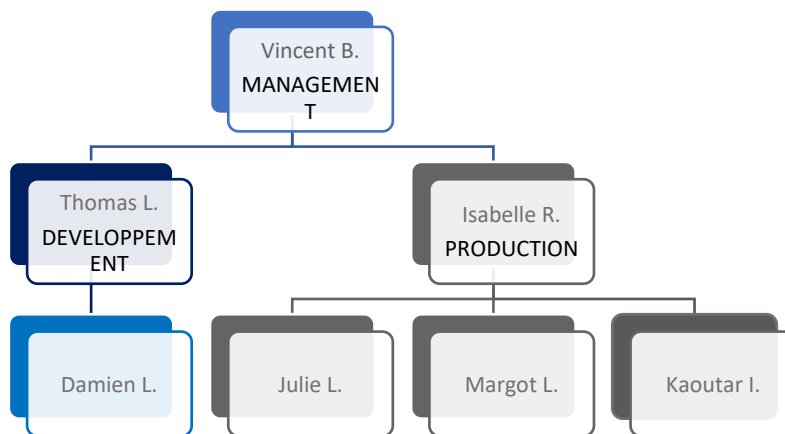 Vincent B.
MANAGEMEN
T
Thomas L.
DEVELOPPEM
ENT
Isabelle R.
PRODUCTION
Damien L.
Julie L.
Margot L.
Kaoutar I.